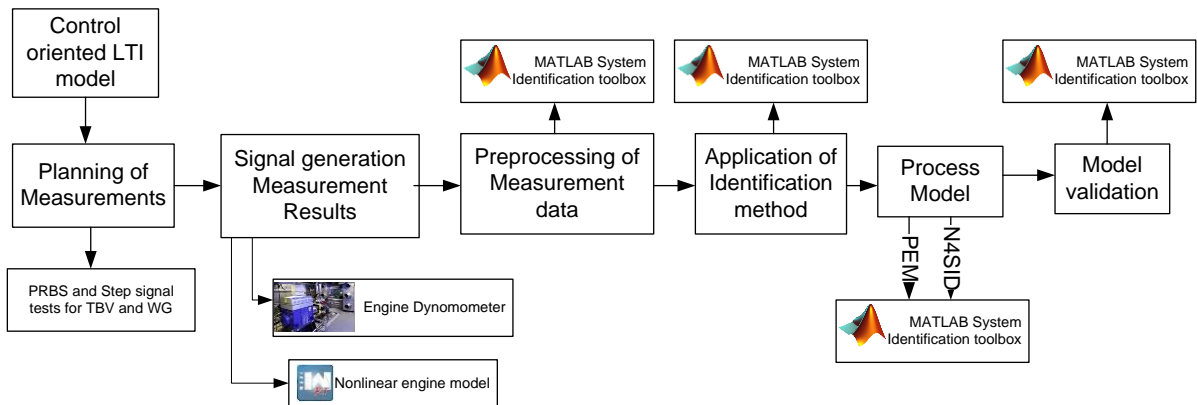 Control
oriented LTI
model
Planning of
Measurements
PRBS and Step signal
tests for TBV and WG
Signal generation
Measurement
Results
Engine Dynomometer
Nonlinear engine model
MATLAB System
Identification toolbox
Preprocessing of
Measurement
data
MATLAB System
Identification toolbox
Application of
Identification
method
Process
Model
PEM
N4SID
MATLAB System
Identification toolbox
MATLAB System
Identification toolbox
Model
validation